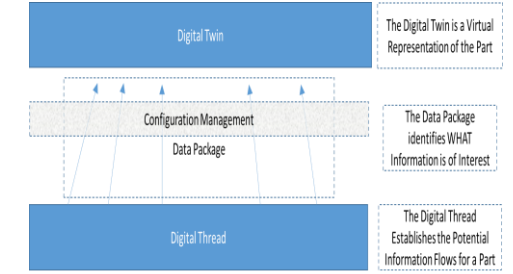 Digital Twin
The Digital Twin is a Virtual
Representation of the Part
Configuration Management
Data Package
The Data Package
identifies WHAT
Information is of Interest
Digital Thread
The Digital Thread
Establishes the Potential
Information Flows for a Part